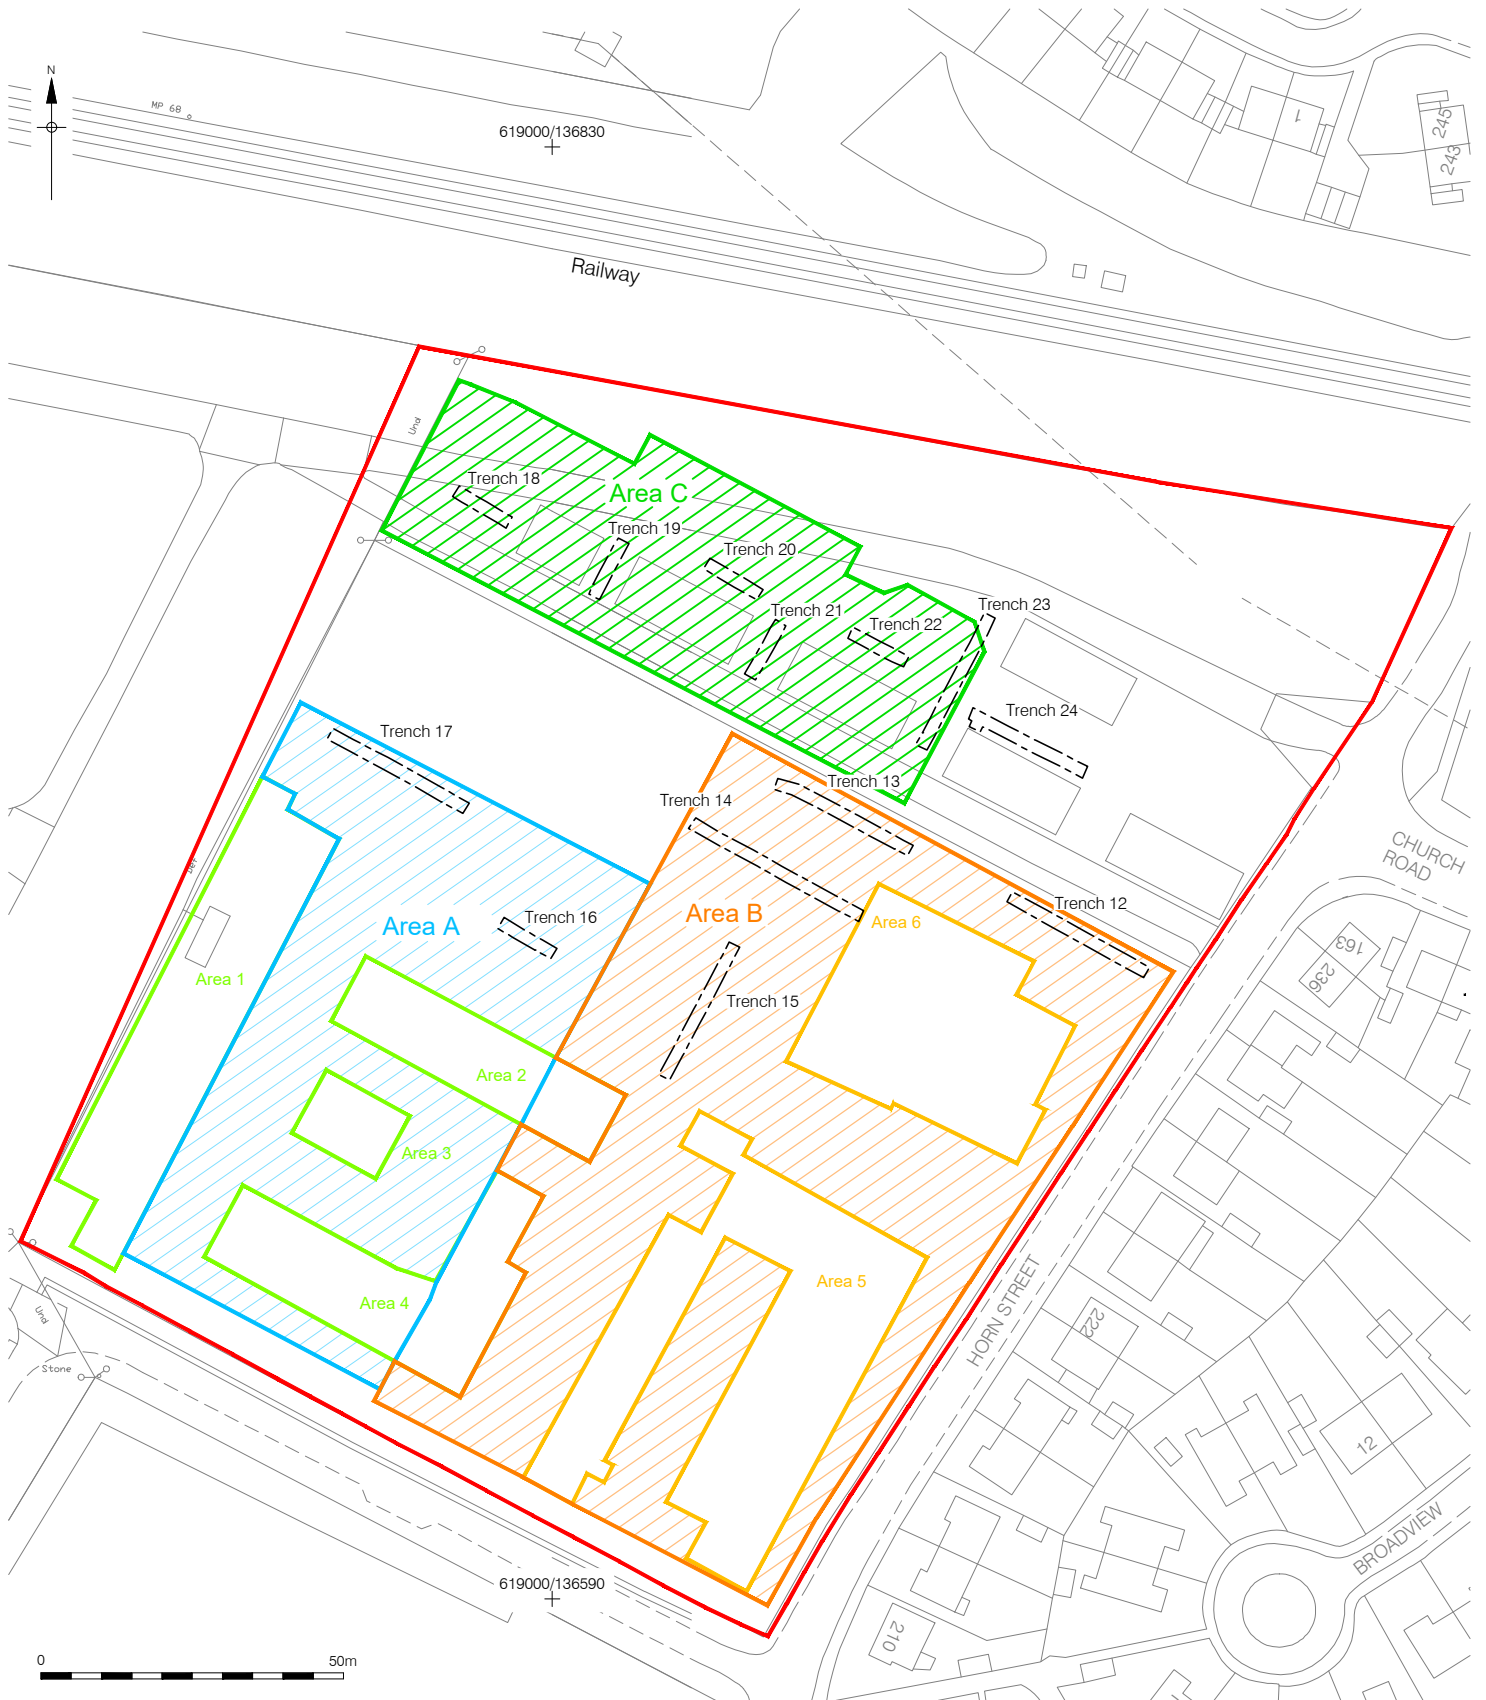 N
MP 68
619000/136830
1
245
243
Railway
Und
Trench 18
Area C
Trench 19
Trench 20
Trench 21
Trench 22
Trench 23
Trench 24
Trench 17
Trench 13
Trench 14
CHURCH
ROAD
Def
Area A
Trench 16
Area B
Area 6
Trench 12
163
236
Area 1
Trench 15
Area 2
Area 3
Area 4
Area 5
HORN STREET
222
Und
Stone
12
BROADVIEW
619000/136590
210
0
50m